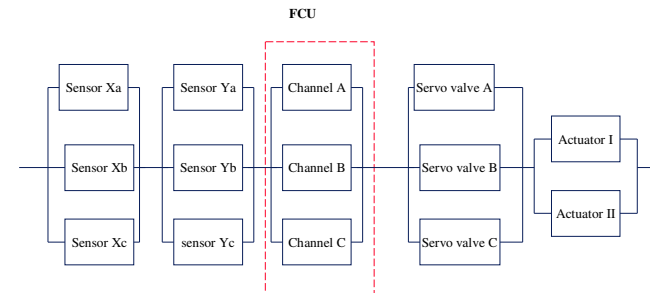 FCU
Sensor Xa
Sensor Ya
Channel A
Servo valve A
Actuator I
Sensor Xb
Sensor Yb
Channel B
Servo valve B
Actuator II
Sensor Xc
sensor Yc
Channel C
Servo valve C